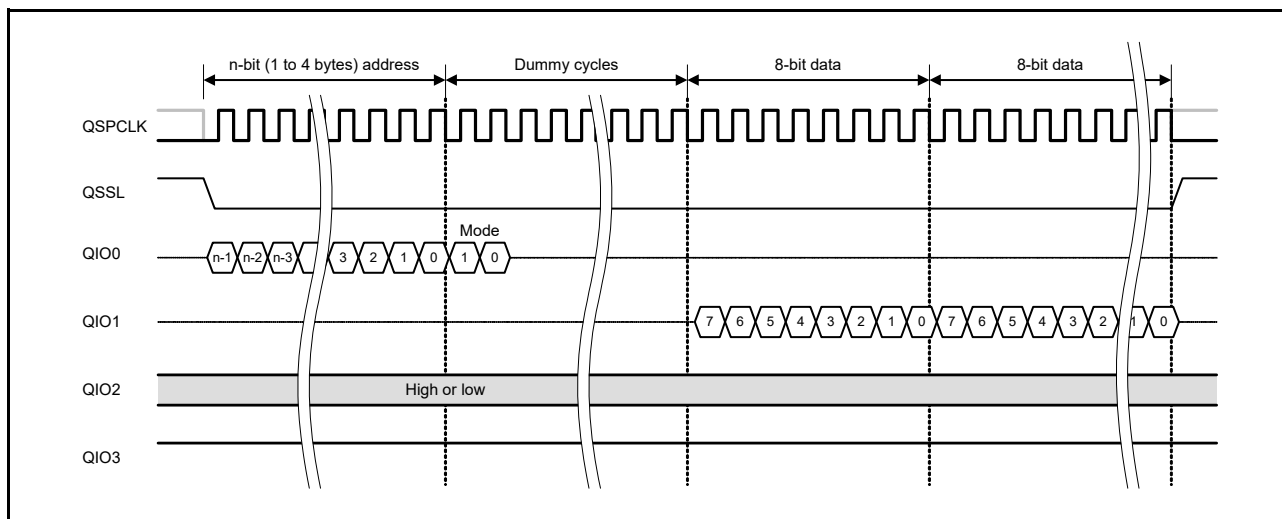 n-bit (1 to 4 bytes) address Dummy cycles 8-bit data 8-bit data
QSPCLK
QSSL
Mode
QIO0 n-1 n-2 n-3 3 2 1 0 1 0
QIO1 7 6 5 4 3 2 1 0 7 6 5 4 3 2 1 0
QIO2 High or low
QIO3